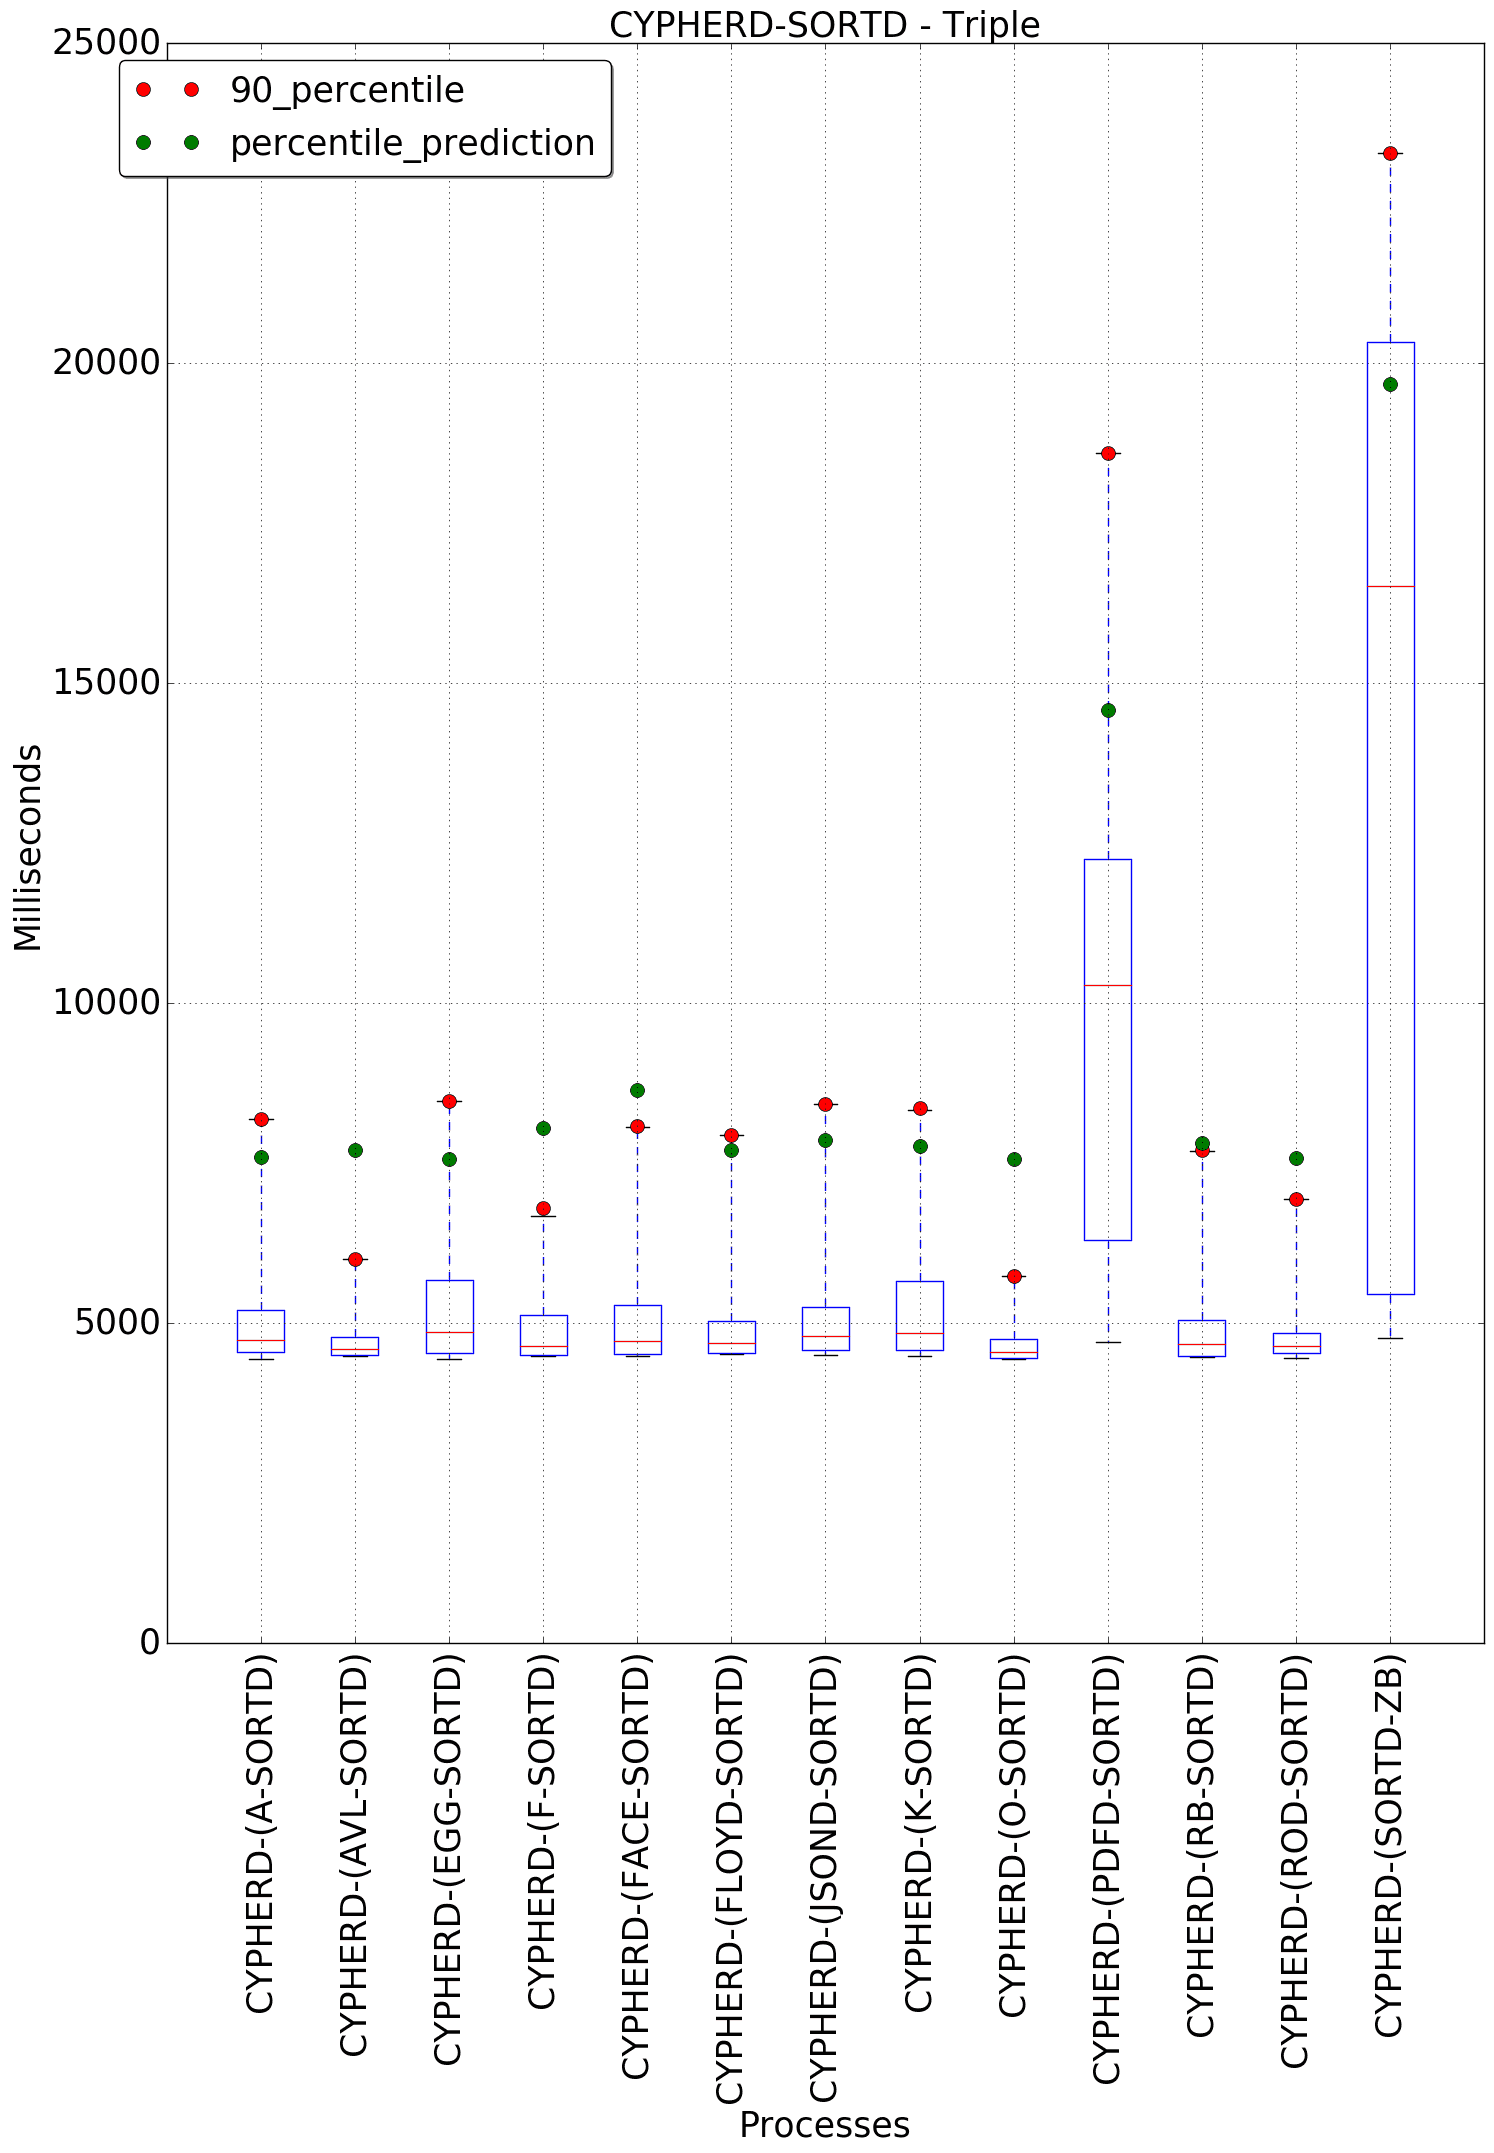 CYPHERD-SORTD - Triple
90_percentile
percentile_prediction
25000
20000
15000
10000
5000
0
Milliseconds
CYPHERD-(A-SORTD)
CYPHERD-(AVL-SORTD)
CYPHERD-(EGG-SORTD)
CYPHERD-(F-SORTD)
CYPHERD-(FACE-SORTD)
CYPHERD-(FLOYD-SORTD)
CYPHERD-(JSOND-SORTD)
CYPHERD-(K-SORTD)
CYPHERD-(O-SORTD)
CYPHERD-(PDFD-SORTD)
CYPHERD-(RB-SORTD)
CYPHERD-(ROD-SORTD)
CYPHERD-(SORTD-ZB)
Processes